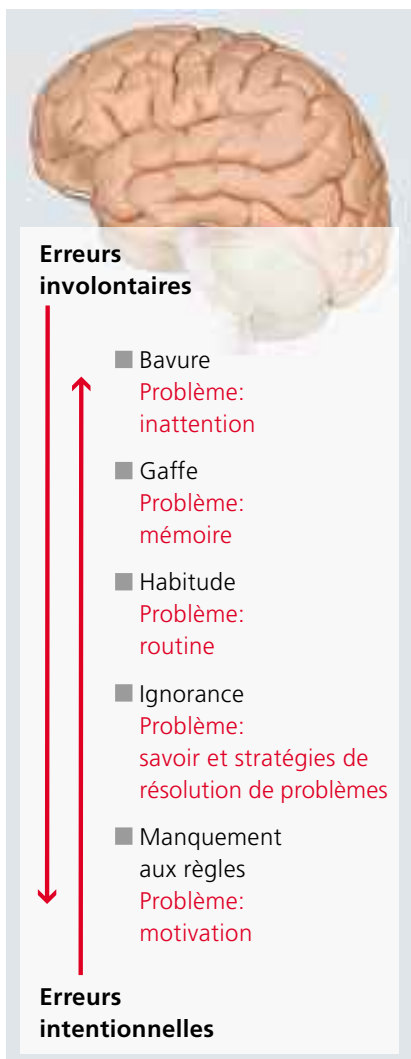 Erreurs
involontaires
Bavure
Problème:
inattention
Gaffe
Problème:
mémoire
Habitude
Problème:
routine
Ignorance
Problème:
savoir et stratégies de
résolution de problèmes
Manquement
aux règles
Problème:
motivation
Erreurs
intentionnelles